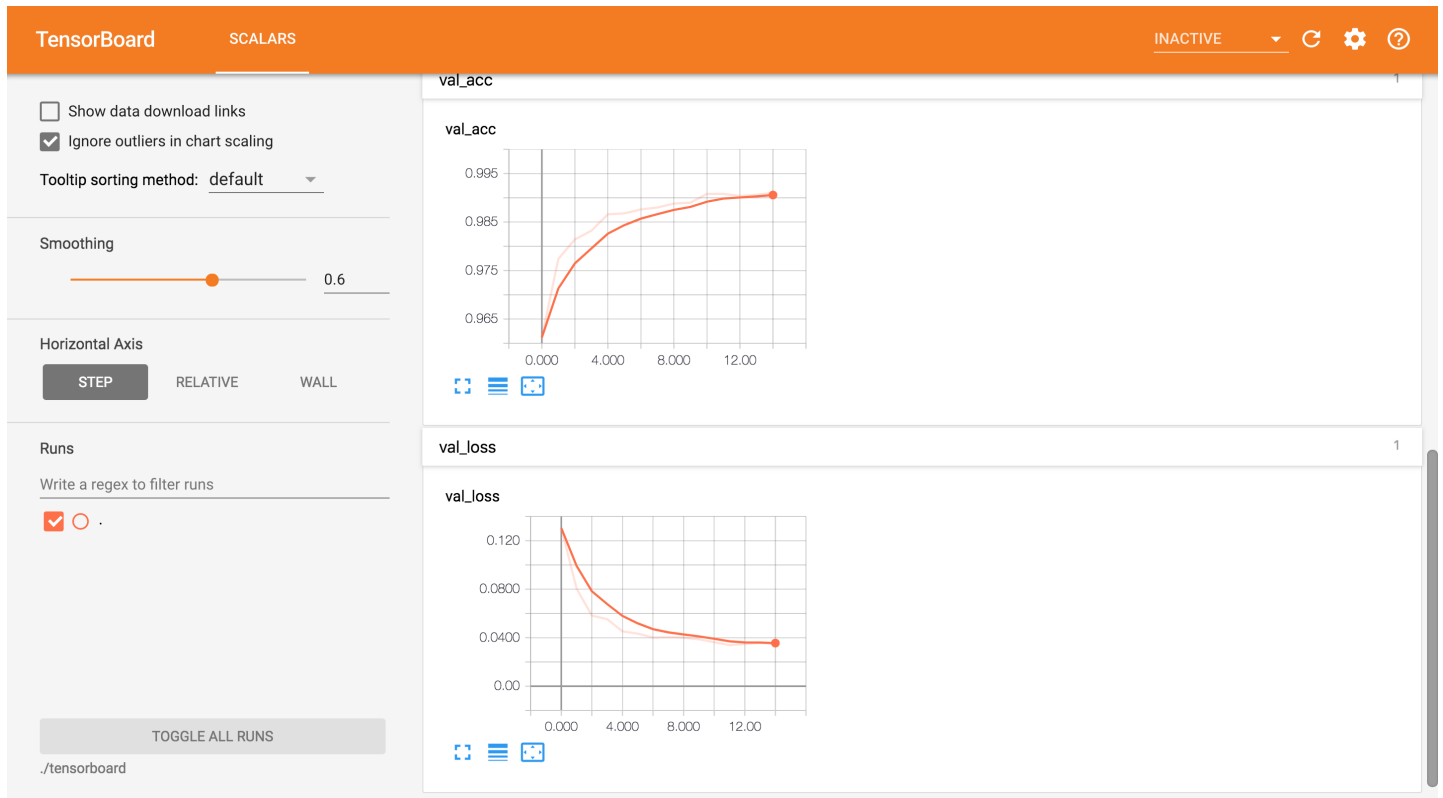 TensorBoard SCALARS INACTIVE
Show data download links
Ignore outliers in chart scaling
Tooltip sorting method: default
Smoothing
0.6
Horizontal Axis
STEP RELATIVE WALL
Runs
Write a regex to filter runs
.
TOGGLE ALL RUNS
./tensorboard
val_acc 1
val_acc
0.995
0.985
0.975
0.965
0.000 4.000 8.000 12.00
val_loss 1
val_loss
0.120
0.0800
0.0400
0.00
0.000 4.000 8.000 12.00